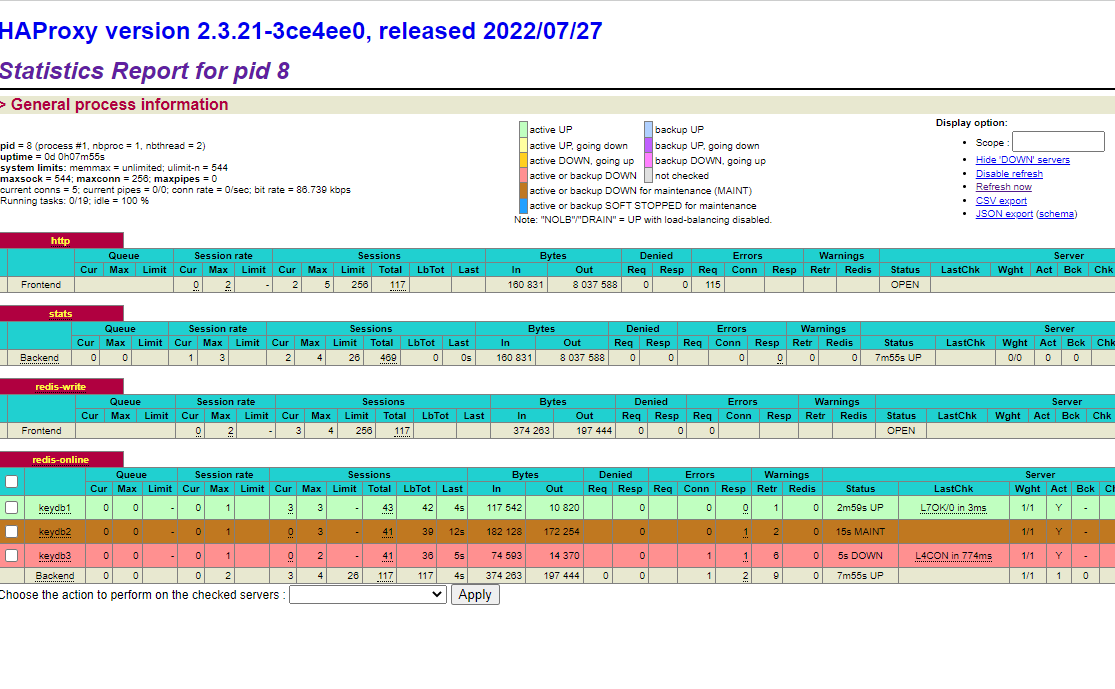 HAProxy version 2.3.21-3ce4ee0, released 2022/07/27
Statistics Report for pid 8
> General process information
pid = 8 (process #1, nbproc = 1, nbthread = 2)
uptime = 0d 0h07m55s
system limits: memmax = unlimited; ulimit-n = 544
maxsock = 544; maxconn = 256; maxpipes = 0
current conns = 5; current pipes = 0/0; conn rate = 0/sec; bit rate = 86.739 kbps
Running tasks: 0/19; idle = 100 %
active UP backup UP
active UP, going down backup UP, going down
active DOWN, going up backup DOWN, going up
active or backup DOWN not checked
active or backup DOWN for maintenance (MAINT)
active or backup SOFT STOPPED for maintenance
Note: "NOLB"/"DRAIN" = UP with load-balancing disabled.
Display option:
• Scope :
• Hide 'DOWN' servers
• Disable refresh
• Refresh now
• CSV export
• JSON export (schema)
http
Queue Session rate Sessions Bytes Denied Errors Warnings Server
Cur Max Limit Cur Max Limit Cur Max Limit Total LbTot Last In Out Req Resp Req Conn Resp Retr Redis Status LastChk Wght Act Bck Chk
Frontend 0 2 - 2 5 256 117 160 831 8 037 588 0 0 115 OPEN
stats
Queue Session rate Sessions Bytes Denied Errors Warnings Server
Cur Max Limit Cur Max Limit Cur Max Limit Total LbTot Last In Out Req Resp Req Conn Resp Retr Redis Status LastChk Wght Act Bck Chk
Backend 0 0 1 3 2 4 26 469 0 0s 160 831 8 037 588 0 0 0 0 0 0 7m55s UP 0/0 0 0
redis-write
Queue Session rate Sessions Bytes Denied Errors Warnings Server
Cur Max Limit Cur Max Limit Cur Max Limit Total LbTot Last In Out Req Resp Req Conn Resp Retr Redis Status LastChk Wght Act Bck Chk
Frontend 0 2 - 3 4 256 117 374 263 197 444 0 0 0 OPEN
redis-online
Queue Session rate Sessions Bytes Denied Errors Warnings Server
Cur Max Limit Cur Max Limit Cur Max Limit Total LbTot Last In Out Req Resp Req Conn Resp Retr Redis Status LastChk Wght Act Bck
keydb1 0 0 - 0 1 3 3 - 43 42 4s 117 542 10 820 0 0 0 1 0 2m59s UP L7OK/0 in 3ms 1/1 Y -
keydb2 0 0 - 0 1 0 3 - 41 39 12s 182 128 172 254 0 0 1 2 0 15s MAINT 1/1 Y -
keydb3 0 0 - 0 1 0 2 - 41 36 5s 74 593 14 370 0 1 1 6 0 5s DOWN L4CON in 774ms 1/1 Y -
Backend 0 0 0 2 3 4 26 117 117 4s 374 263 197 444 0 0 1 2 9 0 7m55s UP 1/1 1 0
Choose the action to perform on the checked servers : Apply